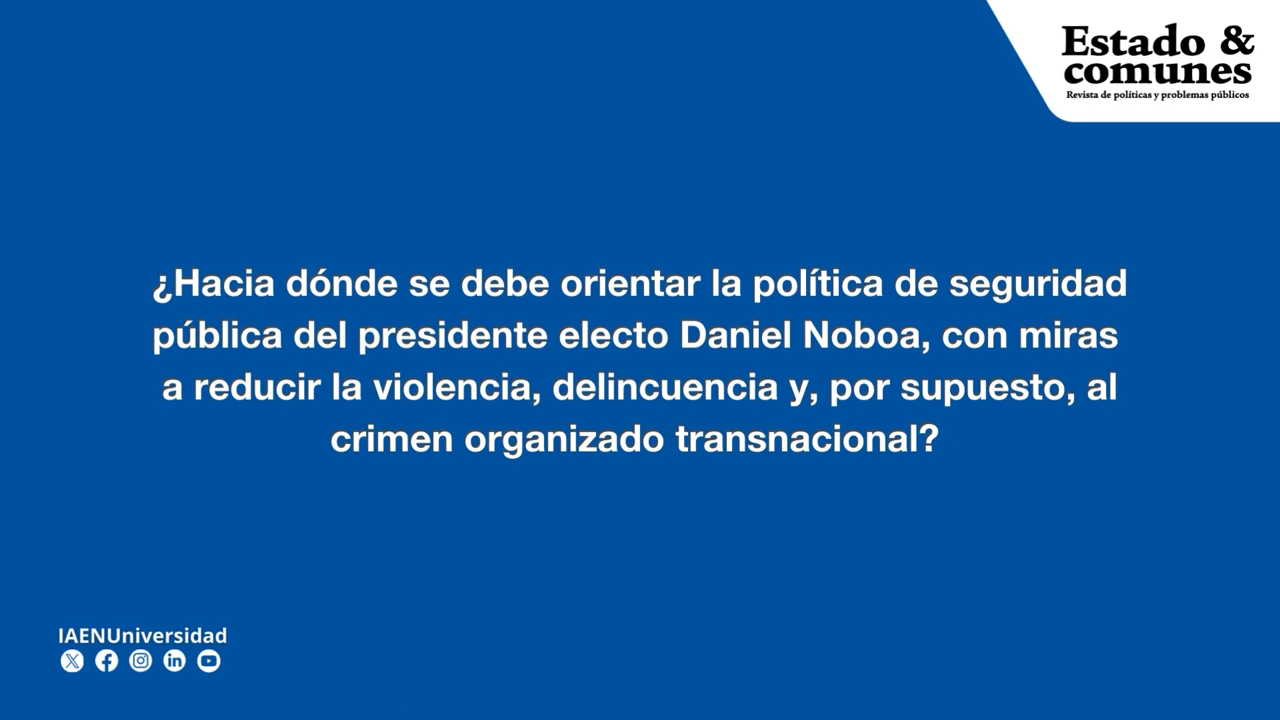 Estado &
comunes
Revista de políticas y problemas públicos
¿Hacia dónde se debe orientar la política de seguridad
pública del presidente electo Daniel Noboa, con miras
a reducir la violencia, delincuencia y, por supuesto, al
crimen organizado transnacional?
IAENUniversidad